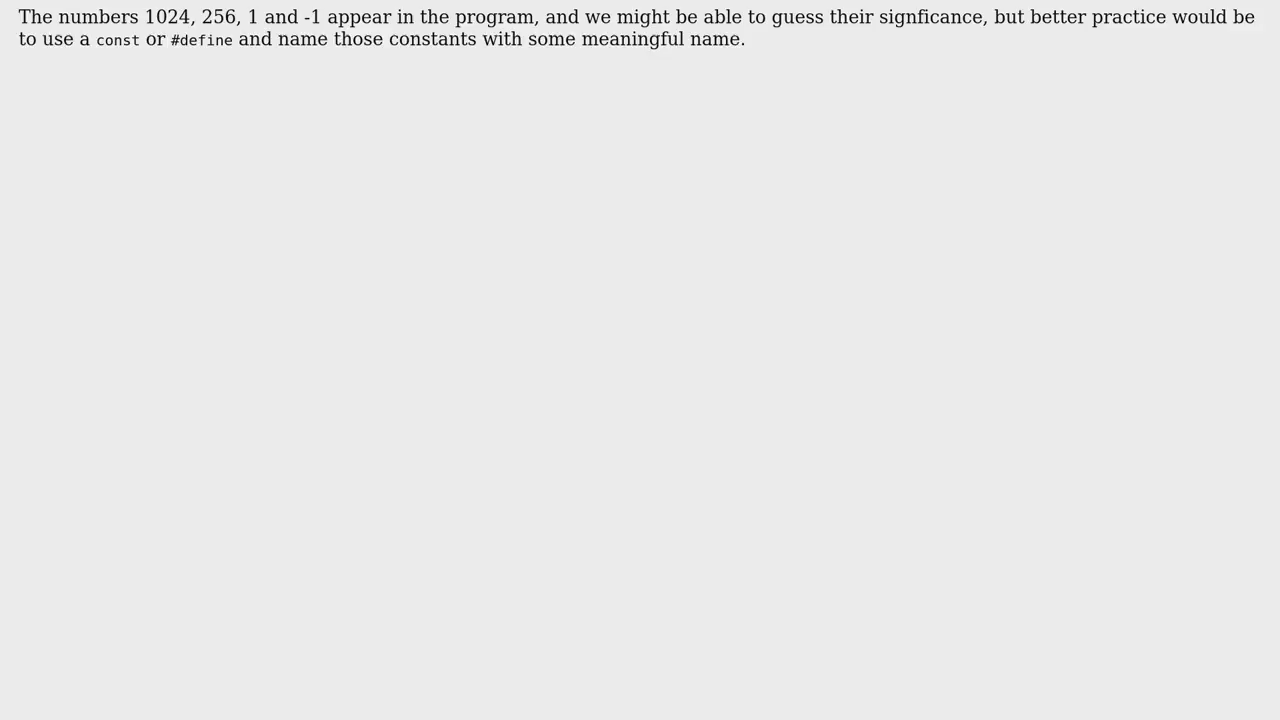 The numbers 1024, 256, 1 and -1 appear in the program, and we might be able to guess their signficance, but better practice would be
to use a const or #define and name those constants with some meaningful name.